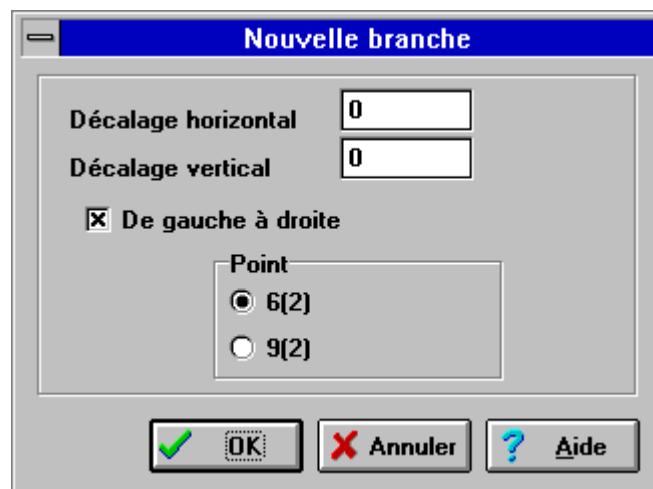 Nouvelle branche
Décalage horizontal 0
Décalage vertical 0
De gauche à droite
Point
6(2)
9(2)
OK Annuler ? Aide